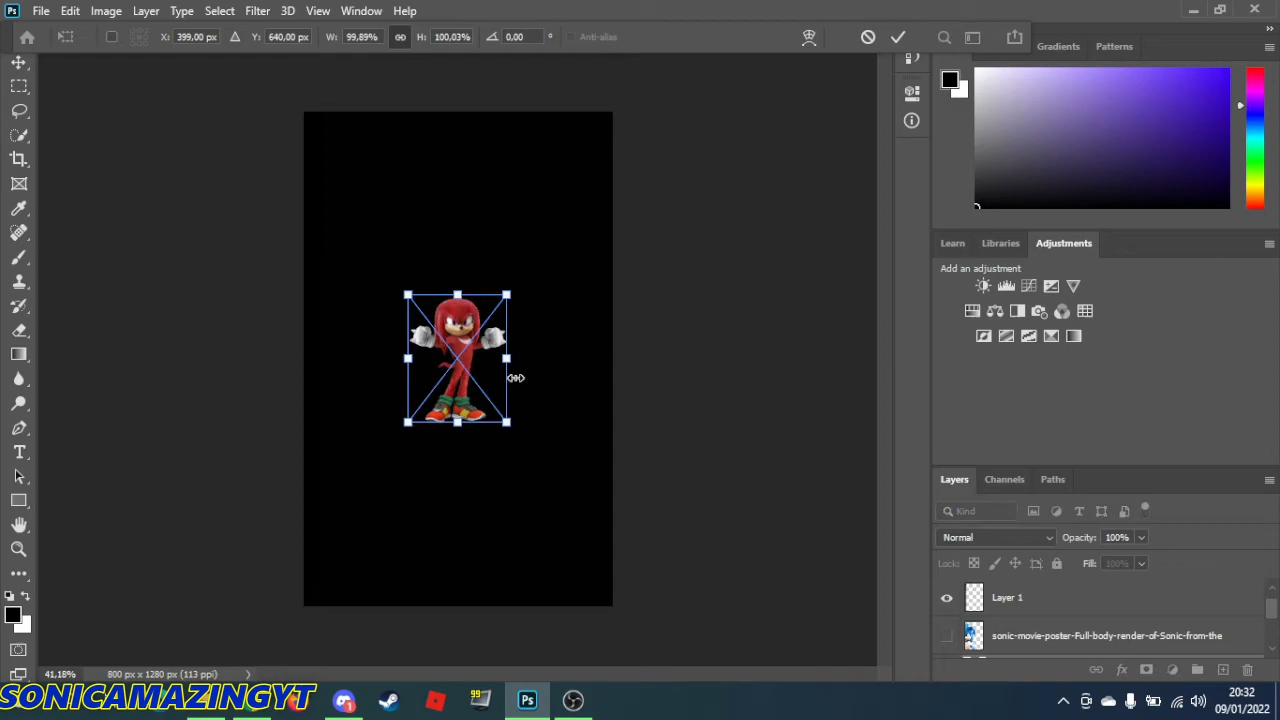 Ps File Edit Image Layer Type Select Filter 3D View Window Help
X: 399,00 px Y: 640,00 px W: 99,89% H: 100,03% 0,00 ° Anti-alias
Gradients Patterns
Learn Libraries Adjustments
Add an adjustment
Layers Channels Paths
Kind
Normal Opacity: 100%
Lock: Fill: 100%
Layer 1
sonic-movie-poster-Full-body-render-of-Sonic-from-the
41,18% 800 px x 1280 px (113 ppi)
SONICAMAZINGYT
99
Ps
20:32
09/01/2022